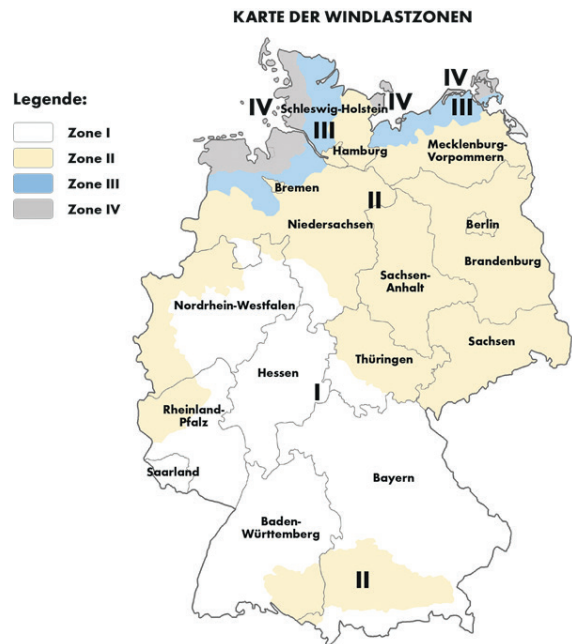 KARTE DER WINDLASTZONEN
Legende:
Zone I
Zone II
Zone III
Zone IV
IV
IV
IV
Schleswig-Holstein
III
III
Hamburg
Mecklenburg-
Vorpommern
Bremen
II
Niedersachsen
Berlin
Brandenburg
Sachsen-
Anhalt
Nordrhein-Westfalen
Sachsen
Thüringen
Hessen
I
Rheinland-
Pfalz
Saarland
Bayern
Baden-
Württemberg
II